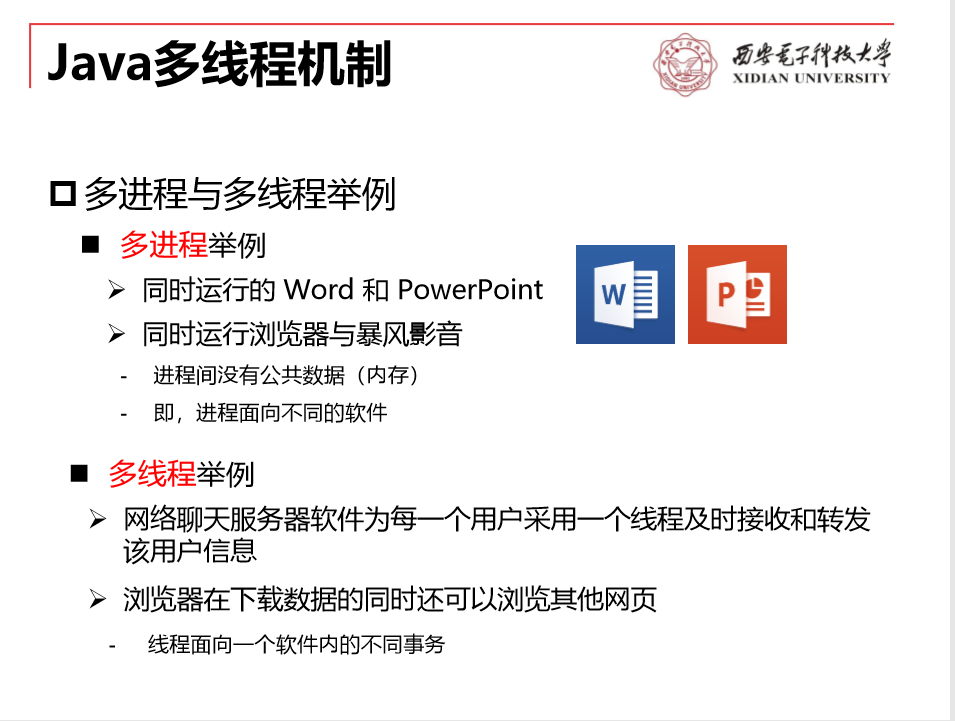 Java多线程机制
西安电子科技大学
XIDIAN UNIVERSITY
多进程与多线程举例
多进程举例
同时运行的 Word 和 PowerPoint
同时运行浏览器与暴风影音
- 进程间没有公共数据（内存）
- 即，进程面向不同的软件
W
P
多线程举例
网络聊天服务器软件为每一个用户采用一个线程及时接收和转发
该用户信息
浏览器在下载数据的同时还可以浏览其他网页
- 线程面向一个软件内的不同事务